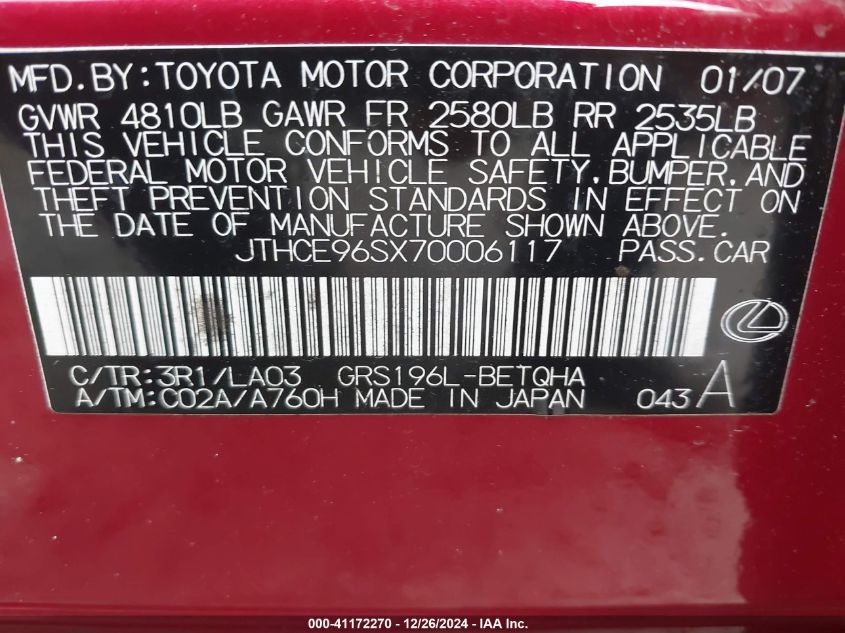 MFD.BY:TOYOTA MOTOR CORPORATION 01/07
GVWR 4810LB GAWR FR 2580LB RR 2535LB
THIS VEHICLE CONFORMS TO ALL APPLICABLE
FEDERAL MOTOR VEHICLE SAFETY,BUMPER,AND
THEFT PREVENTION STANDARDS IN EFFECT ON
THE DATE OF MANUFACTURE SHOWN ABOVE.
JTHCE96SX70006117 PASS.CAR
C/TR:3R1/LA03 GRS196L-BETQHA
A/TM:C02A/A760H MADE IN JAPAN 043 A
000-41172270 - 12/26/2024 - IAA Inc.